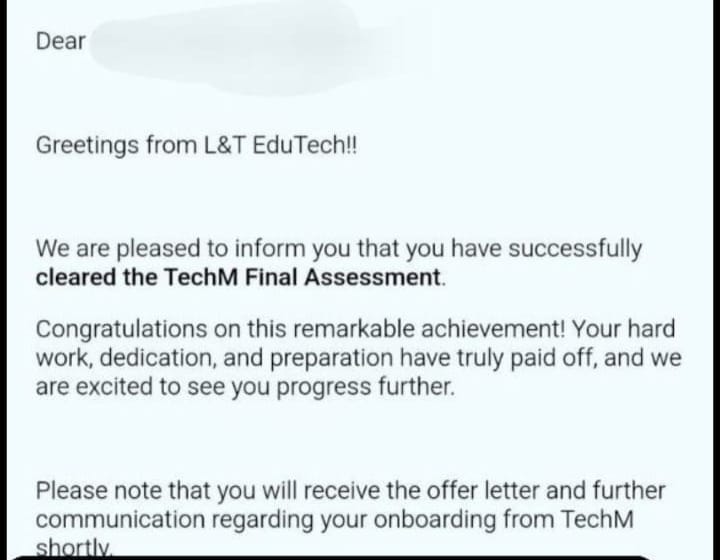 Dear
Greetings from L&T EduTech!!
We are pleased to inform you that you have successfully
cleared the TechM Final Assessment.
Congratulations on this remarkable achievement! Your hard
work, dedication, and preparation have truly paid off, and we
are excited to see you progress further.
Please note that you will receive the offer letter and further
communication regarding your onboarding from TechM
shortly.